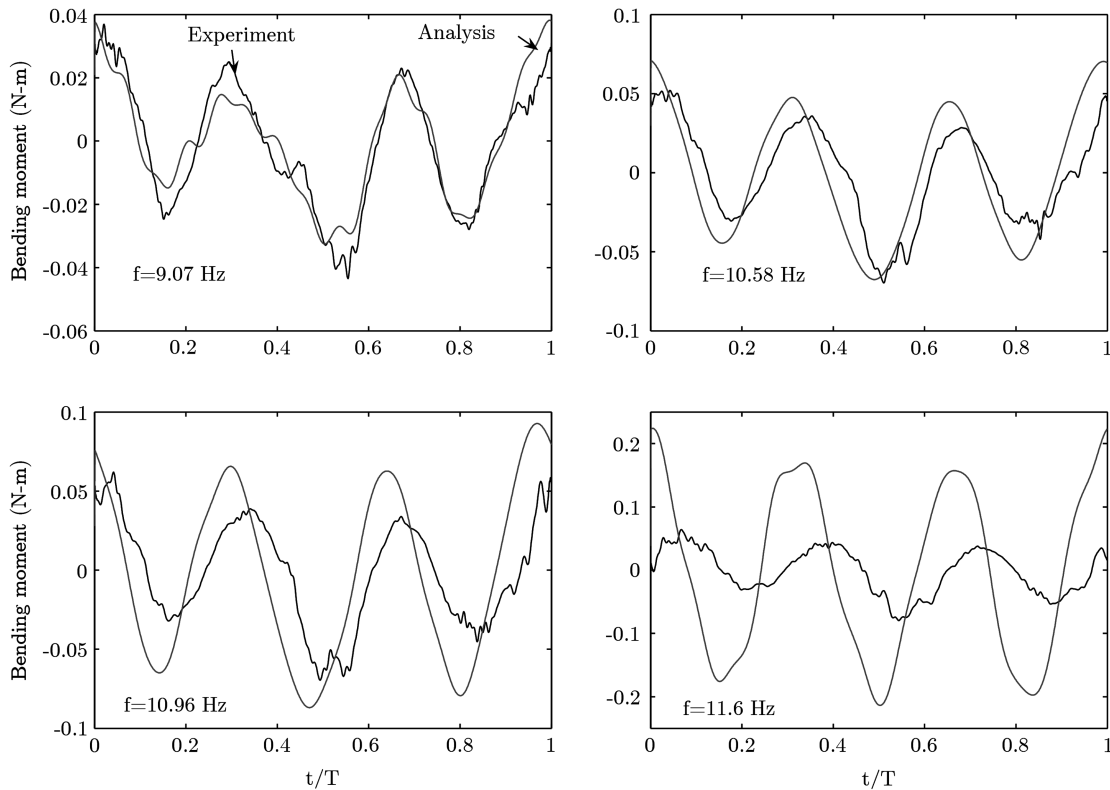 0.04
0.02
0
-0.02
-0.04
-0.06
Bending moment (N-m)
Experiment
Analysis
f=9.07 Hz
0 0.2 0.4 0.6 0.8 1
0.1
0.05
0
-0.05
-0.1
f=10.58 Hz
0 0.2 0.4 0.6 0.8 1
0.1
0.05
0
-0.05
-0.1
Bending moment (N-m)
f=10.96 Hz
0 0.2 0.4 0.6 0.8 1
t/T
0.2
0.1
0
-0.1
-0.2
f=11.6 Hz
0 0.2 0.4 0.6 0.8 1
t/T